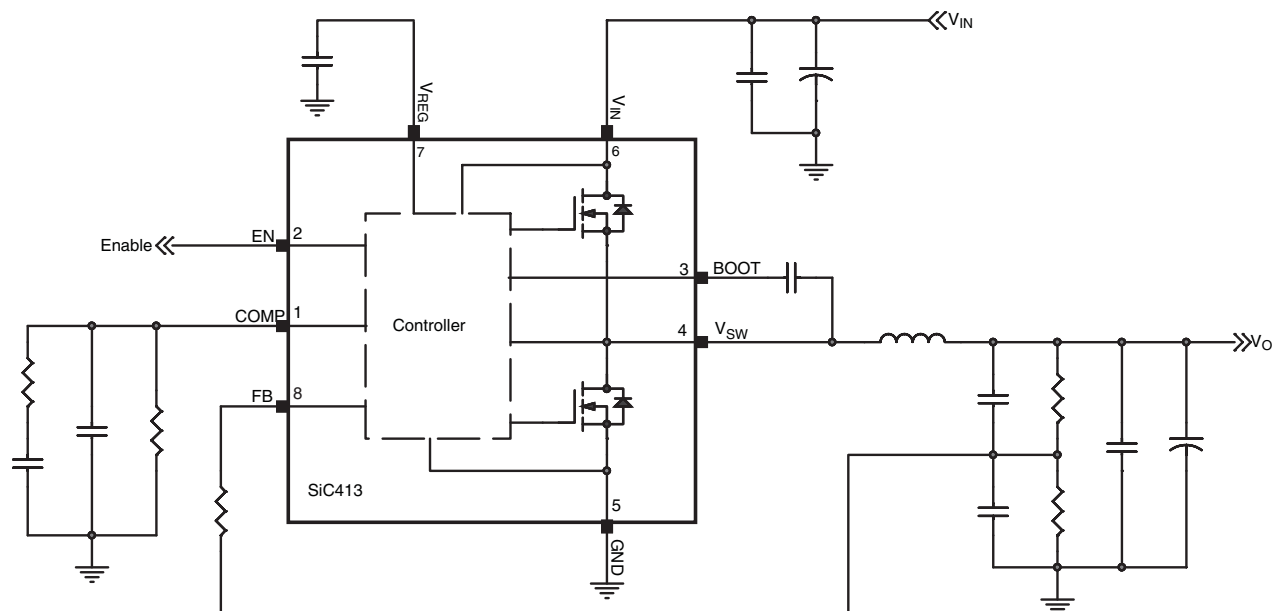 VIN
VREG
VIN
7
6
EN
2
Enable
3
BOOT
COMP
1
Controller
4
VSW
VO
FB
8
SiC413
5
GND